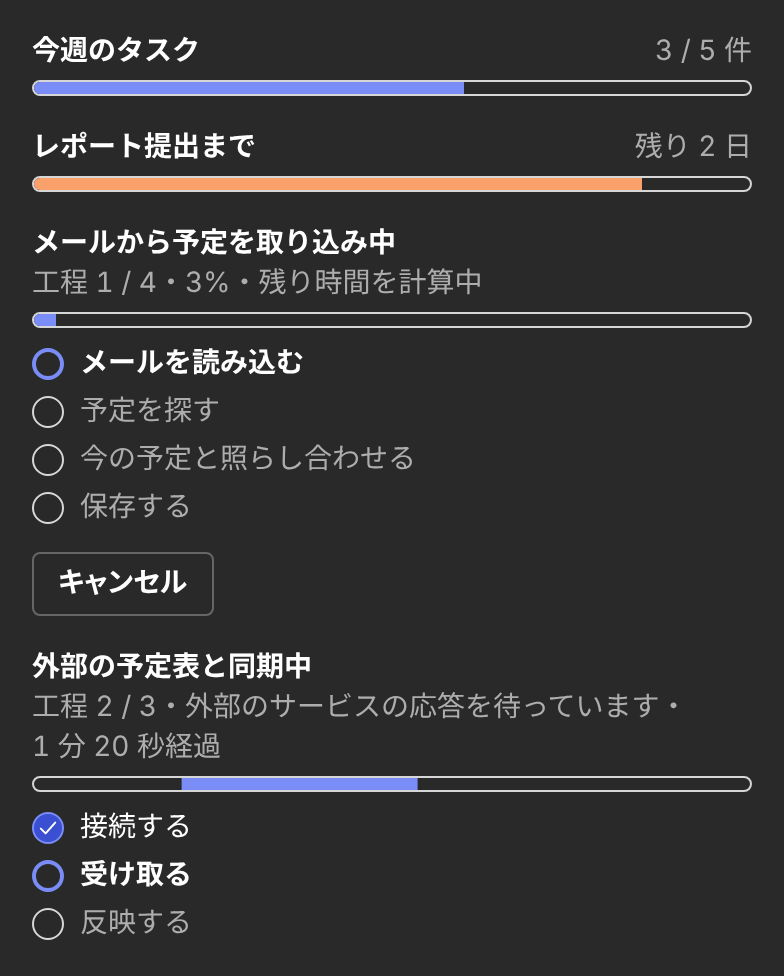 今週のタスク 3 / 5 件
レポート提出まで 残り 2 日
メールから予定を取り込み中
工程 1 / 4・3%・残り時間を計算中
メールを読み込む
予定を探す
今の予定と照らし合わせる
保存する
キャンセル
外部の予定表と同期中
工程 2 / 3・外部のサービスの応答を待っています・
1 分 20 秒経過
接続する
受け取る
反映する